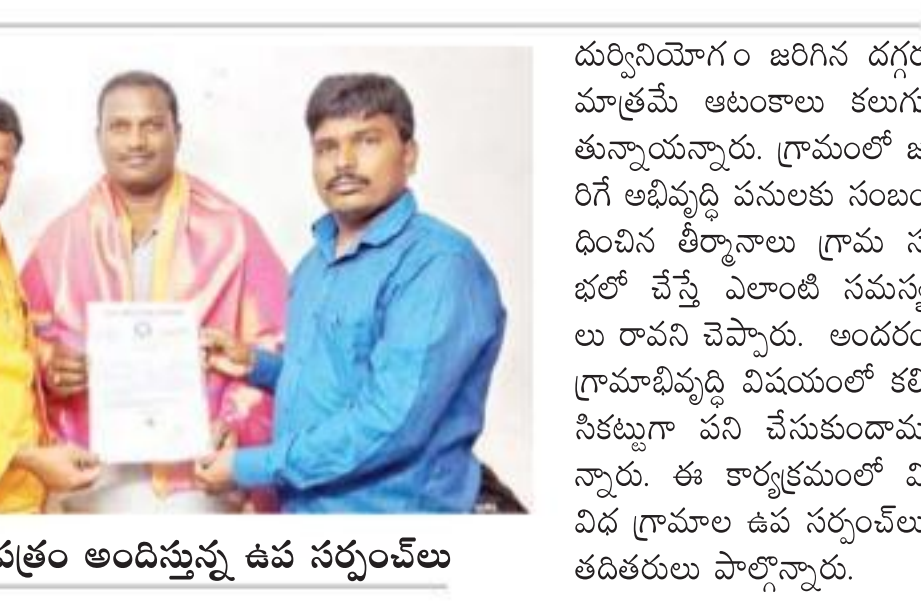 పత్రం అందిస్తున్న ఉప సర్పంచ్‌లు
దుర్వినియోగం జరిగిన దగ్గర
మాత్రమే ఆటంకాలు కలుగు
తున్నాయన్నారు. గ్రామంలో జ
రిగే అభివృద్ధి పనులకు సంబం
ధించిన తీర్మానాలు గ్రామ స
భలో చేస్తే ఎలాంటి సమస్య
లు రావని చెప్పారు. అందరం
గ్రామాభివృద్ధి విషయంలో కలి
సికట్టుగా పని చేసుకుందామ
న్నారు. ఈ కార్యక్రమంలో వి
విధ గ్రామాల ఉప సర్పంచ్‌లు
తదితరులు పాల్గొన్నారు.